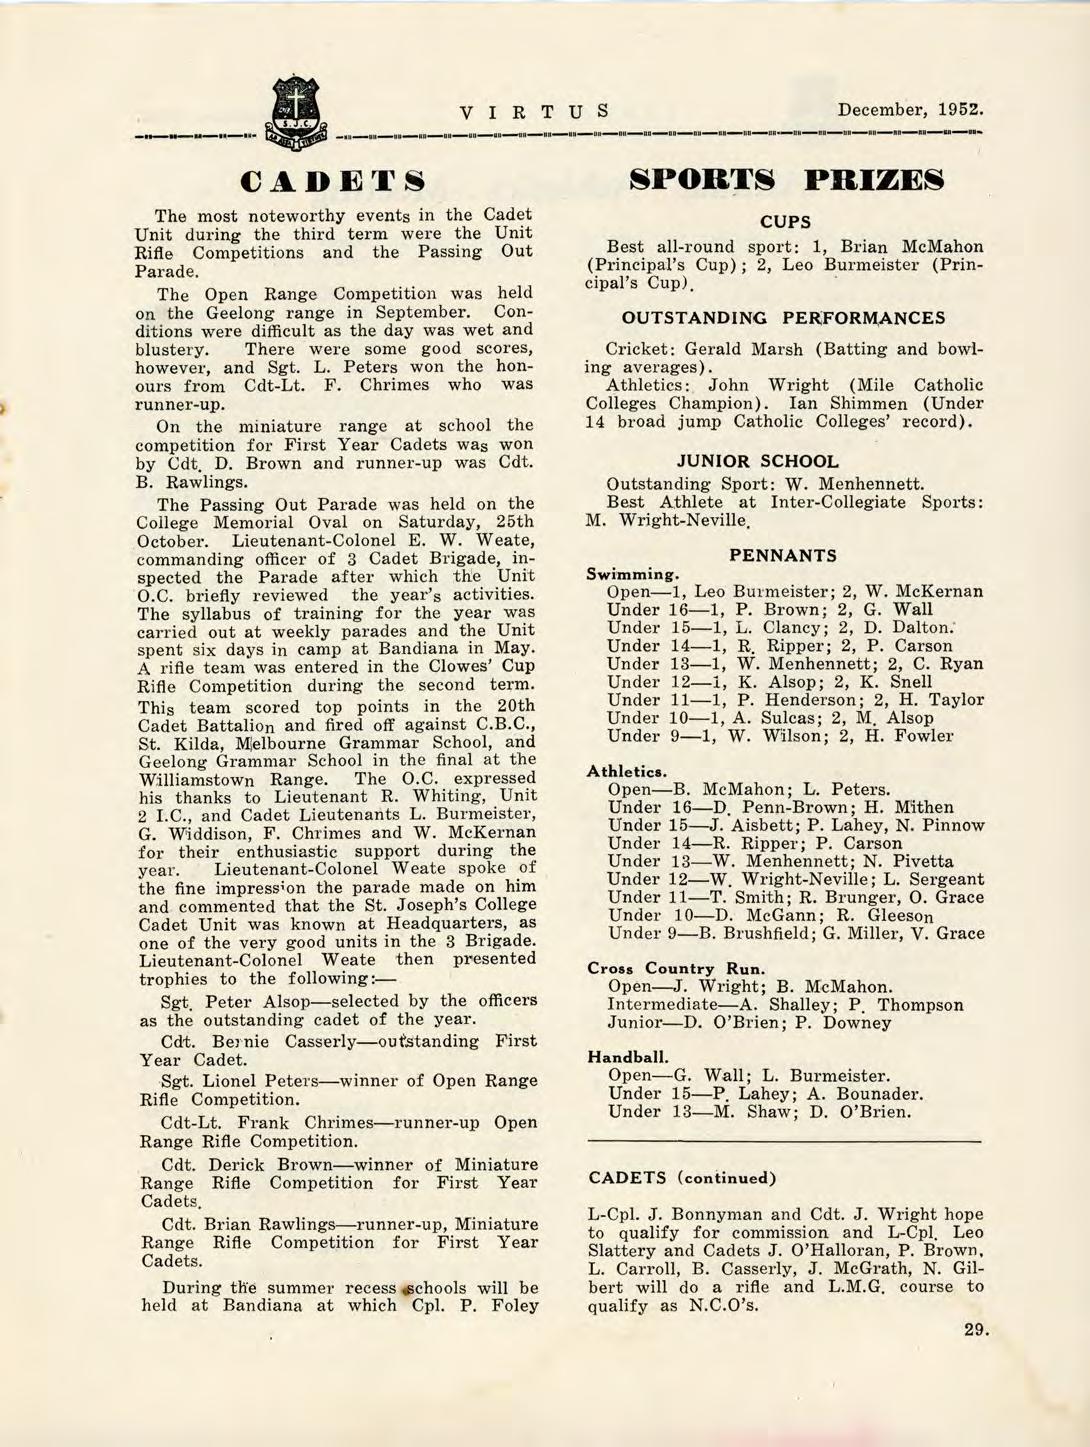 VIRTUS
December, 1952.
S.J.C.
CADETS
The most noteworthy events in the Cadet
Unit during the third term were the Unit
Rifle Competitions and the Passing Out
Parade.
The Open Range Competition was held
on the Geelong range in September. Con-
ditions were difficult as the day was wet and
blustery. There were some good scores,
however, and Sgt. L. Peters won the hon-
ours from Cdt-Lt. F. Chrimes who was
runner-up.
On the miniature range at school the
competition for First Year Cadets was won
by Cdt. D. Brown and runner-up was Cdt.
B. Rawlings.
The Passing Out Parade was held on the
College Memorial Oval on Saturday, 25th
October. Lieutenant-Colonel E. W. Weate,
commanding officer of 3 Cadet Brigade, in-
spected the Parade after which the Unit
O.C. briefly reviewed the year's activities.
The syllabus of training for the year was
carried out at weekly parades and the Unit
spent six days in camp at Bandiana in May.
A rifle team was entered in the Clowes' Cup
Rifle Competition during the second term.
This team scored top points in the 20th
Cadet Battalion and fired off against C.B.C.,
St. Kilda, Melbourne Grammar School, and
Geelong Grammar School in the final at the
Williamstown Range. The O.C. expressed
his thanks to Lieutenant R. Whiting, Unit
2 I.C., and Cadet Lieutenants L. Burmeister,
G. Widdison, F. Chrimes and W. McKernan
for their enthusiastic support during the
year. Lieutenant-Colonel Weate spoke of
the fine impression the parade made on him
and commented that the St. Joseph's College
Cadet Unit was known at Headquarters, as
one of the very good units in the 3 Brigade.
Lieutenant-Colonel Weate then presented
trophies to the following:—
Sgt. Peter Alsop—selected by the officers
as the outstanding cadet of the year.
Cdt. Bernie Casserly—outstanding First
Year Cadet.
Sgt. Lionel Peters—winner of Open Range
Rifle Competition.
Cdt-Lt. Frank Chrimes—runner-up Open
Range Rifle Competition.
Cdt. Derick Brown—winner of Miniature
Range Rifle Competition for First Year
Cadets.
Cdt. Brian Rawlings—runner-up, Miniature
Range Rifle Competition for First Year
Cadets.
During the summer recess schools will be
held at Bandiana at which Cpl. P. Foley
SPORTS PRIZES
CUPS
Best all-round sport: 1, Brian McMahon
(Principal's Cup); 2, Leo Burmeister (Prin-
cipal's Cup).
OUTSTANDING PERFORMANCES
Cricket: Gerald Marsh (Batting and bowl-
ing averages).
Athletics: John Wright (Mile Catholic
Colleges Champion). Ian Shimmen (Under
14 broad jump Catholic Colleges' record).
JUNIOR SCHOOL
Outstanding Sport: W. Menhennett.
Best Athlete at Inter-Collegiate Sports:
M. Wright-Neville.
PENNANTS
Swimming.
Open—1, Leo Burmeister; 2, W. McKernan
Under 16—1, P. Brown; 2, G. Wall
Under 15—1, L. Clancy; 2, D. Dalton.
Under 14—1, R. Ripper; 2, P. Carson
Under 13—1, W. Menhennett; 2, C. Ryan
Under 12—1, K. Alsop; 2, K. Snell
Under 11—1, P. Henderson; 2, H. Taylor
Under 10—1, A. Sulcas; 2, M. Alsop
Under 9—1, W. Wilson; 2, H. Fowler
Athletics.
Open—B. McMahon; L. Peters.
Under 16—D. Penn-Brown; H. Mithen
Under 15—J. Aisbett; P. Lahey, N. Pinnow
Under 14—R. Ripper; P. Carson
Under 13—W. Menhennett; N. Pivetta
Under 12—W. Wright-Neville; L. Sergeant
Under 11—T. Smith; R. Brunger, O. Grace
Under 10—D. McGann; R. Gleeson
Under 9—B. Brushfield; G. Miller, V. Grace
Cross Country Run.
Open—J. Wright; B. McMahon.
Intermediate—A. Shalley; P. Thompson
Junior—D. O'Brien; P. Downey
Handball.
Open—G. Wall; L. Burmeister.
Under 15—P. Lahey; A. Bounader.
Under 13—M. Shaw; D. O'Brien.
CADETS (continued)
L-Cpl. J. Bonnyman and Cdt. J. Wright hope
to qualify for commission and L-Cpl. Leo
Slattery and Cadets J. O'Halloran, P. Brown,
L. Carroll, B. Casserly, J. McGrath, N. Gil-
bert will do a rifle and L.M.G. course to
qualify as N.C.O's.
29.